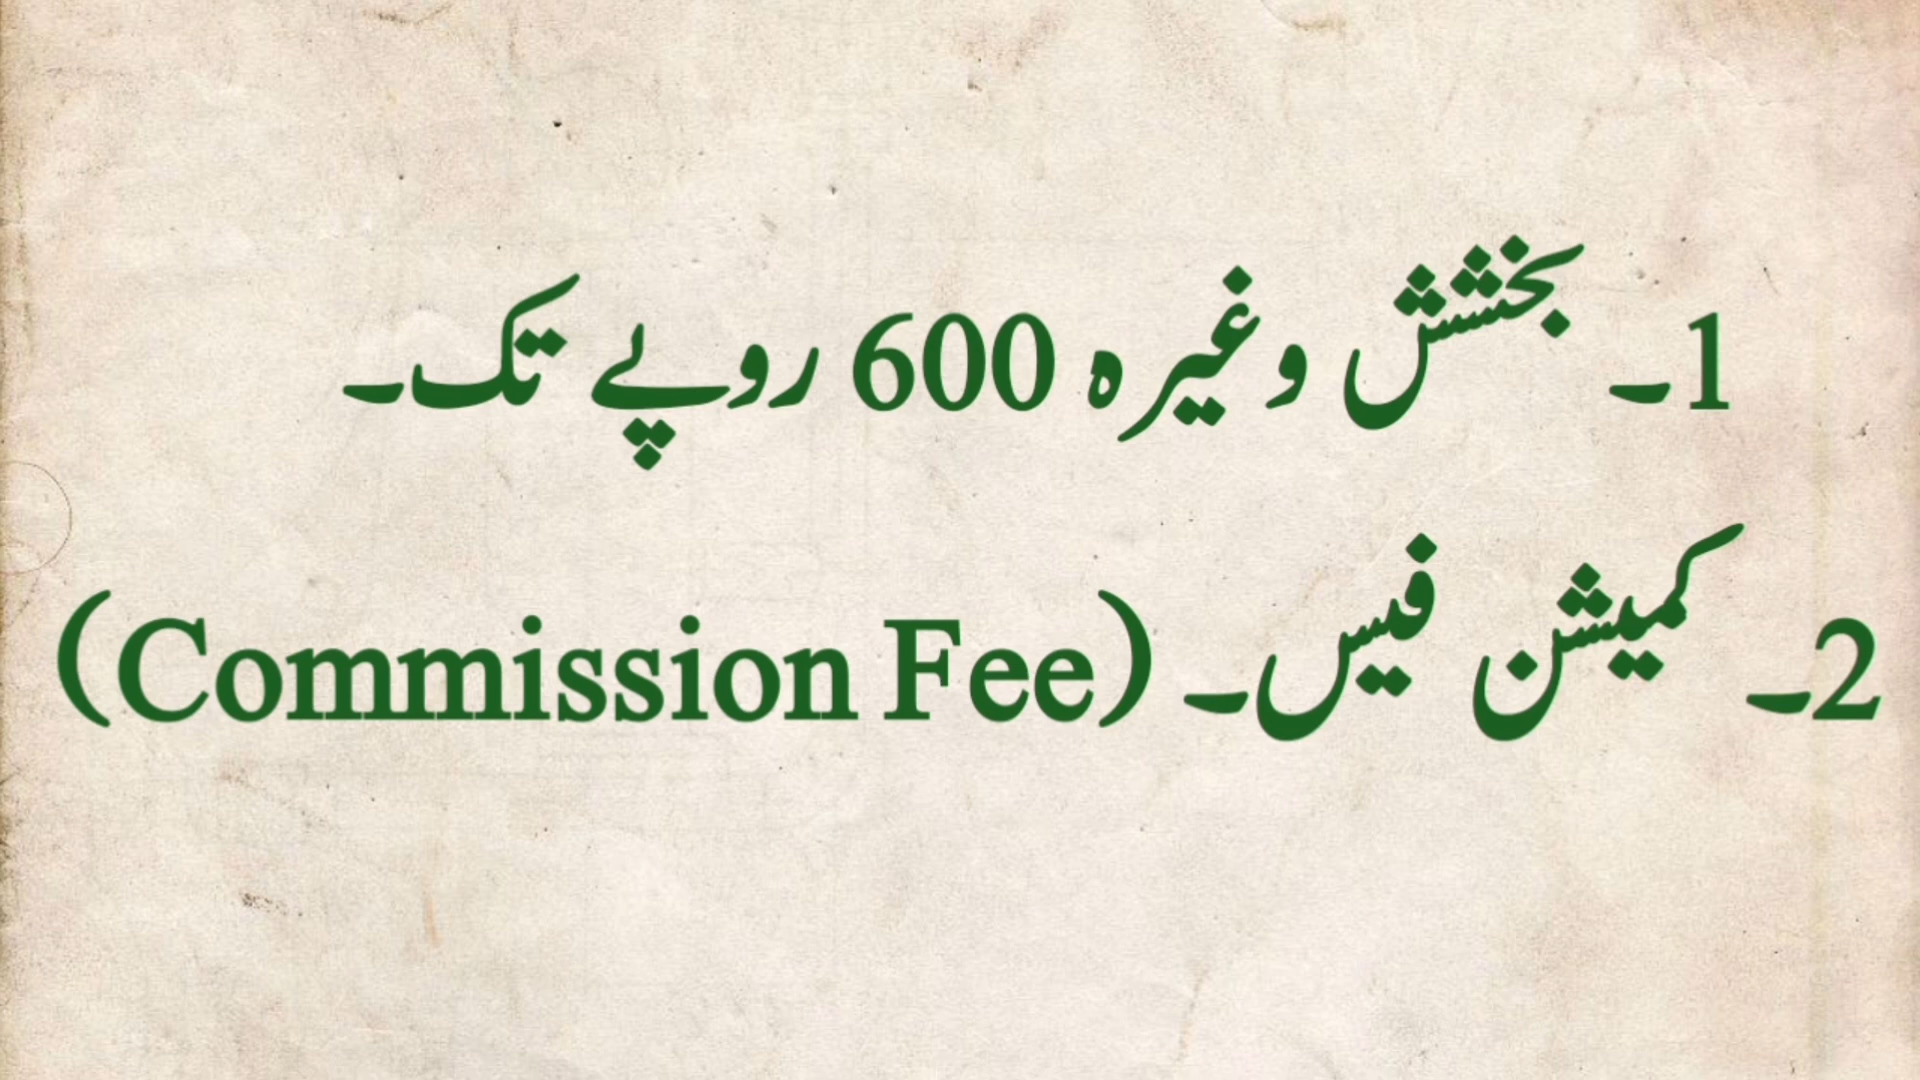 1۔ بخشش وغیرہ 600 روپے تک۔
2۔ کمیشن فیس۔ (Commission Fee)